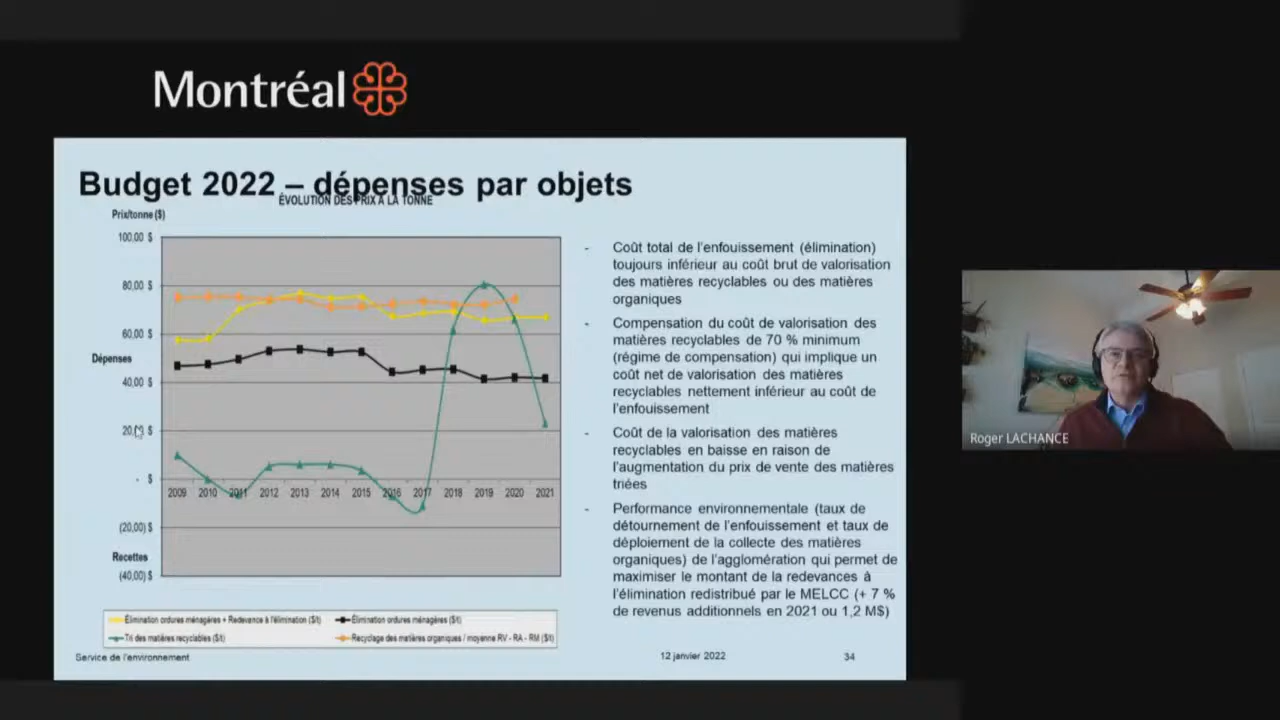 Montréal
Budget 2022 – dépenses par objets
ÉVOLUTION DES PRIX À LA TONNE
Prix/tonne ($)
100,00 $
80,00 $
60,00 $
Dépenses
40,00 $
$
- $
2009 2010 2011 2012 2013 2014 2015 2016 2017 2018 2019 2020 2021
(20,00) $
Recettes
(40,00) $
Élimination ordures ménagères + Redevance à l'élimination ($/t)
Élimination ordures ménagères ($/t)
Tri des matières recyclables ($/t)
Recyclage des matières organiques / moyenne RV - RA - RM ($/t)
- Coût total de l'enfouissement (élimination)
toujours inférieur au coût brut de valorisation
des matières recyclables ou des matières
organiques
- Compensation du coût de valorisation des
matières recyclables de 70 % minimum
(régime de compensation) qui implique un
coût net de valorisation des matières
recyclables nettement inférieur au coût de
l'enfouissement
- Coût de la valorisation des matières
recyclables en baisse en raison de
l'augmentation du prix de vente des matières
triées
- Performance environnementale (taux de
détournement de l'enfouissement et taux de
déploiement de la collecte des matières
organiques) de l'agglomération qui permet de
maximiser le montant de la redevances à
l'élimination redistribué par le MELCC (+ 7 %
de revenus additionnels en 2021 ou 1,2 M$)
Service de l'environnement
12 janvier 2022
34
Roger LACHANCE